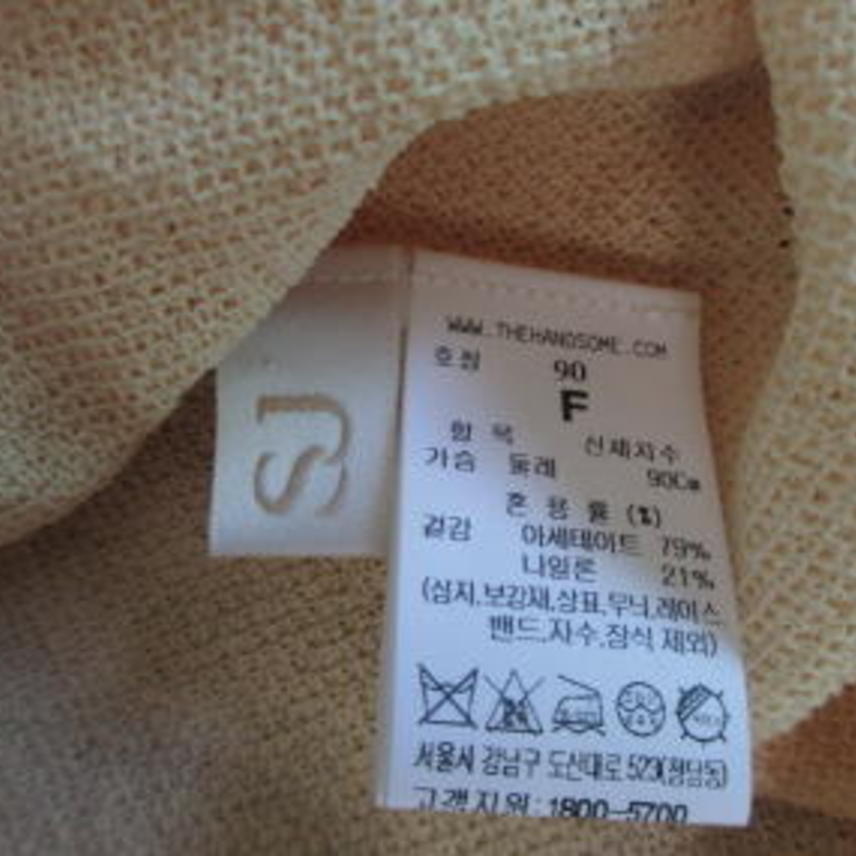 SJ
WWW.THEHANDSOME.COM
호칭 90
F
항 목 신체치수
가슴 둘레 90Cm
혼 용 률 (%)
겉감 아세테이트 79%
나일론 21%
(심지,보강재,상표,무늬,레이스
밴드,자수,장식 제외)
서울시 강남구 도산대로 523(청담동)
고객지원:1800-5700